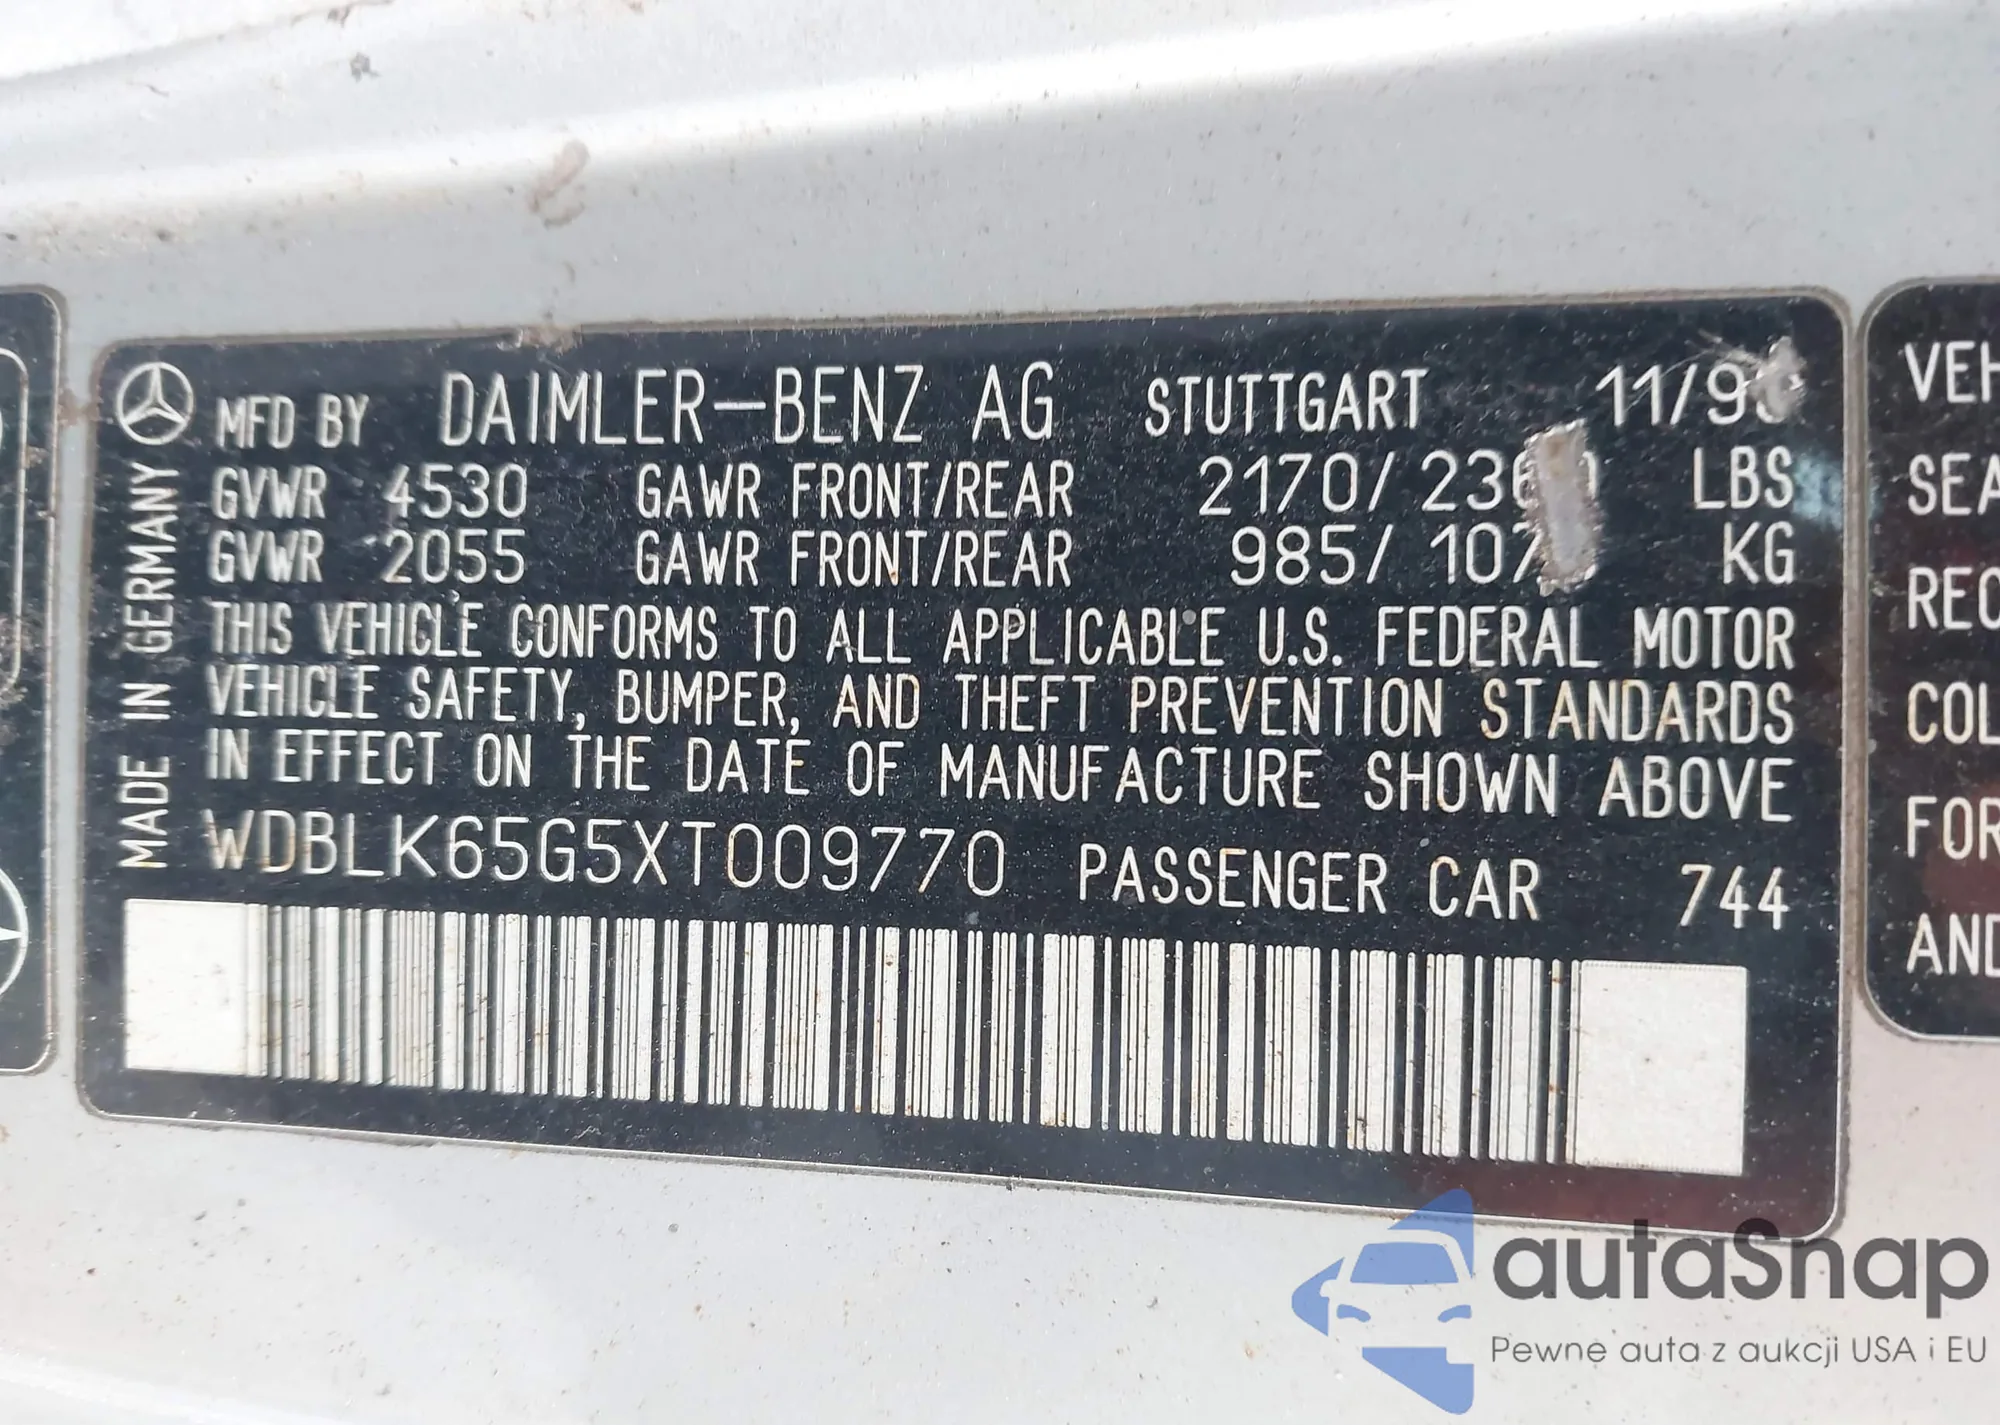 MFD BY DAIMLER-BENZ AG STUTTGART
GVWR 4530 GAWR FRONT/REAR 2170/ LBS
GVWR 2055 GAWR FRONT/REAR 985/ KG
THIS VEHICLE CONFORMS TO ALL APPLICABLE U.S. FEDERAL MOTOR
VEHICLE SAFETY, BUMPER, AND THEFT PREVENTION STANDARDS
IN EFFECT ON THE DATE OF MANUFACTURE SHOWN ABOVE
WDBLK65G5XT009770 PASSENGER CAR 744
MADE IN GERMANY
VEH
SEA
REC
COL
FOR
AND
autaSnap
Pewne auta z aukcji USA i EU